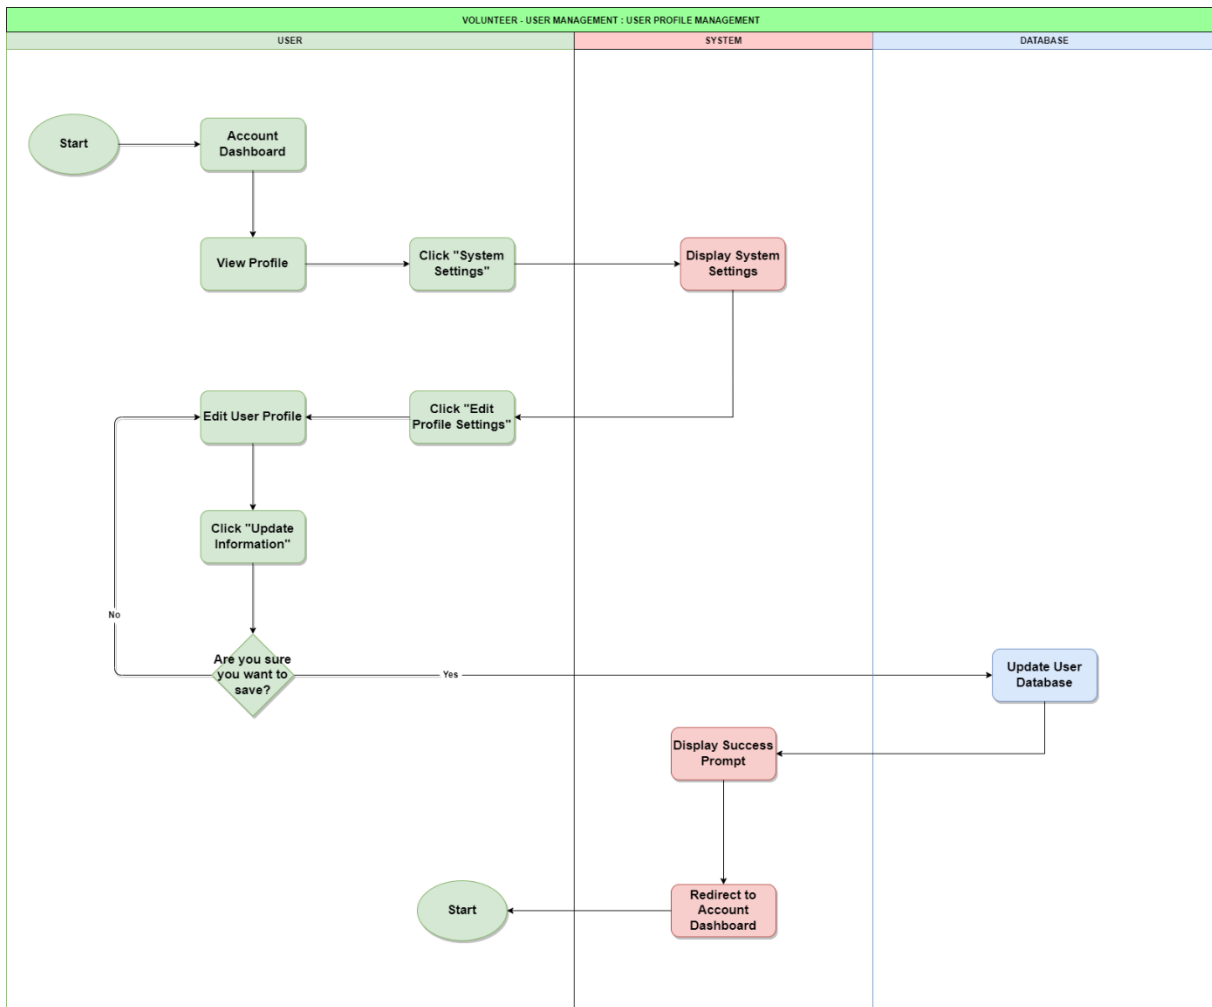 VOLUNTEER - USER MANAGEMENT : USER PROFILE MANAGEMENT
USER
SYSTEM
DATABASE
Start
Account
Dashboard
View Profile
Click "System
Settings"
Display System
Settings
Edit User Profile
Click "Edit
Profile Settings"
Click "Update
Information"
No
Are you sure
you want to
save?
Yes
Update User
Database
Display Success
Prompt
Start
Redirect to
Account
Dashboard